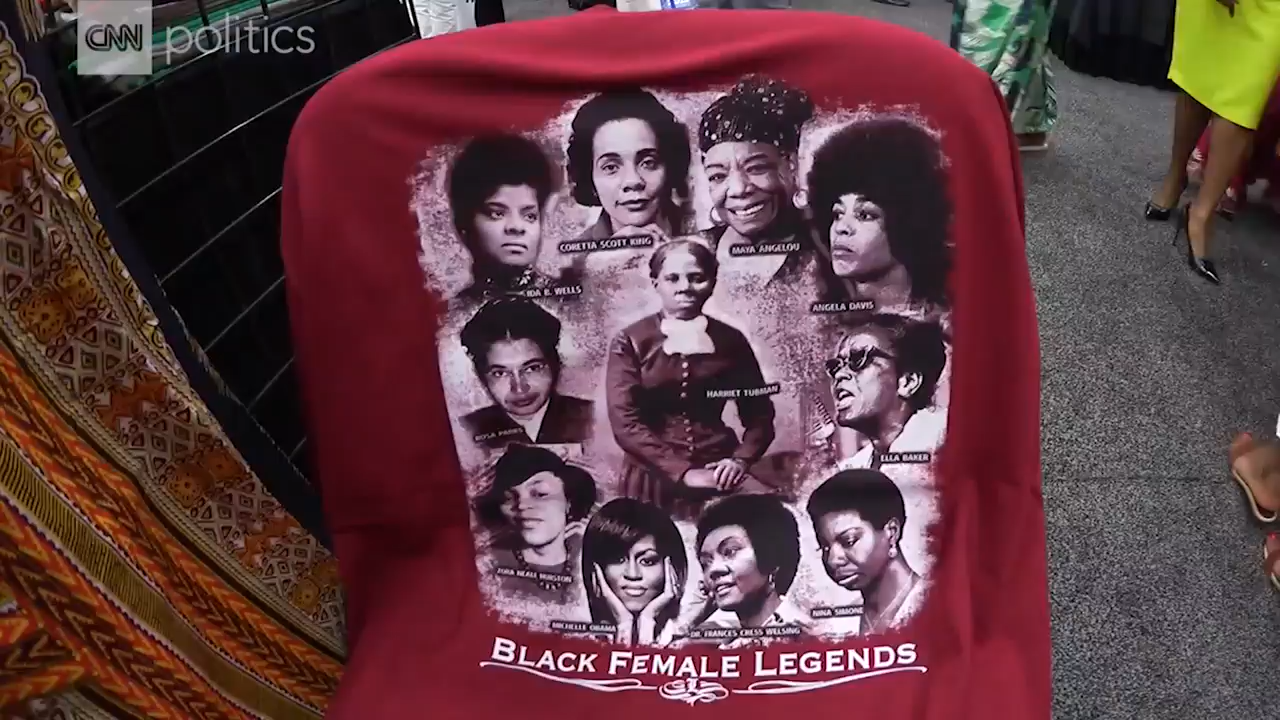 CNN politics
CORETTA SCOTT KING
MAYA ANGELOU
IDA B. WELLS
ANGELA DAVIS
HARRIET TUBMAN
ROSA PARKS
ELLA BAKER
ZORA NEALE HURSTON
MICHELLE OBAMA
DR. FRANCES CRESS WELSING
NINA SIMONE
BLACK FEMALE LEGENDS